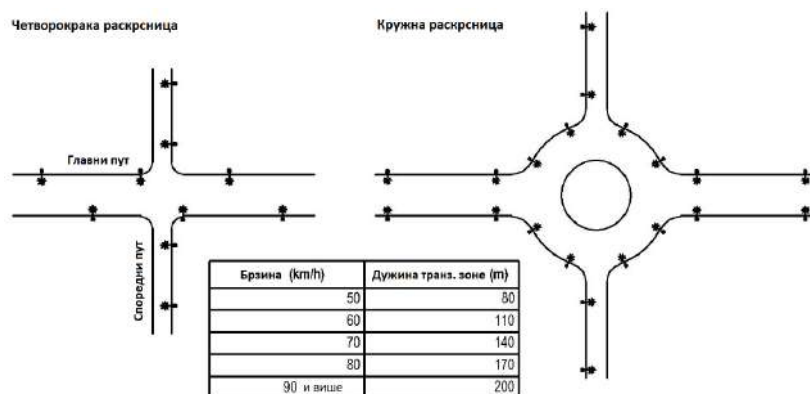 Четворокрака раскрсница
Кружна раскрсница
Главни пут
Споредни пут
Брзина (km/h) Дужина транз. зоне (m)
50 80
60 110
70 140
80 170
90 и више 200